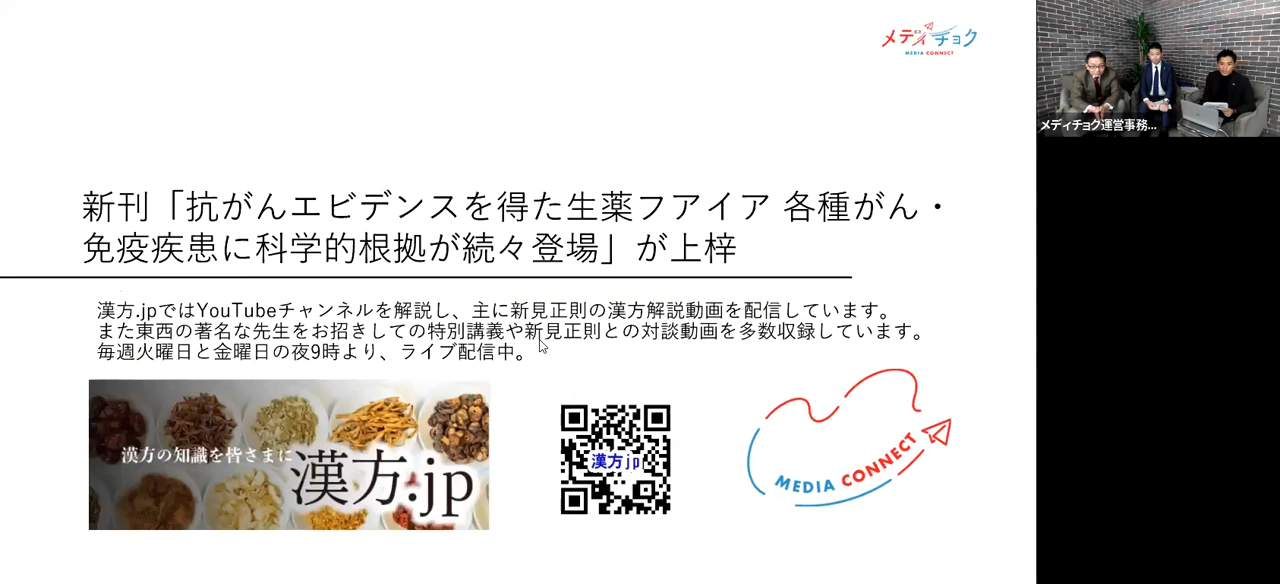 メディチョク
MEDIA CONNECT
メディチョク運営事務...
新刊「抗がんエビデンスを得た生薬フアイア 各種がん・
免疫疾患に科学的根拠が続々登場」が上梓
漢方.jpではYouTubeチャンネルを解説し、主に新見正則の漢方解説動画を配信しています。
また東西の著名な先生をお招きしての特別講義や新見正則との対談動画を多数収録しています。
毎週火曜日と金曜日の夜9時より、ライブ配信中。
漢方の知識を皆さまに
漢方.jp
漢方jp
MEDIA CONNECT